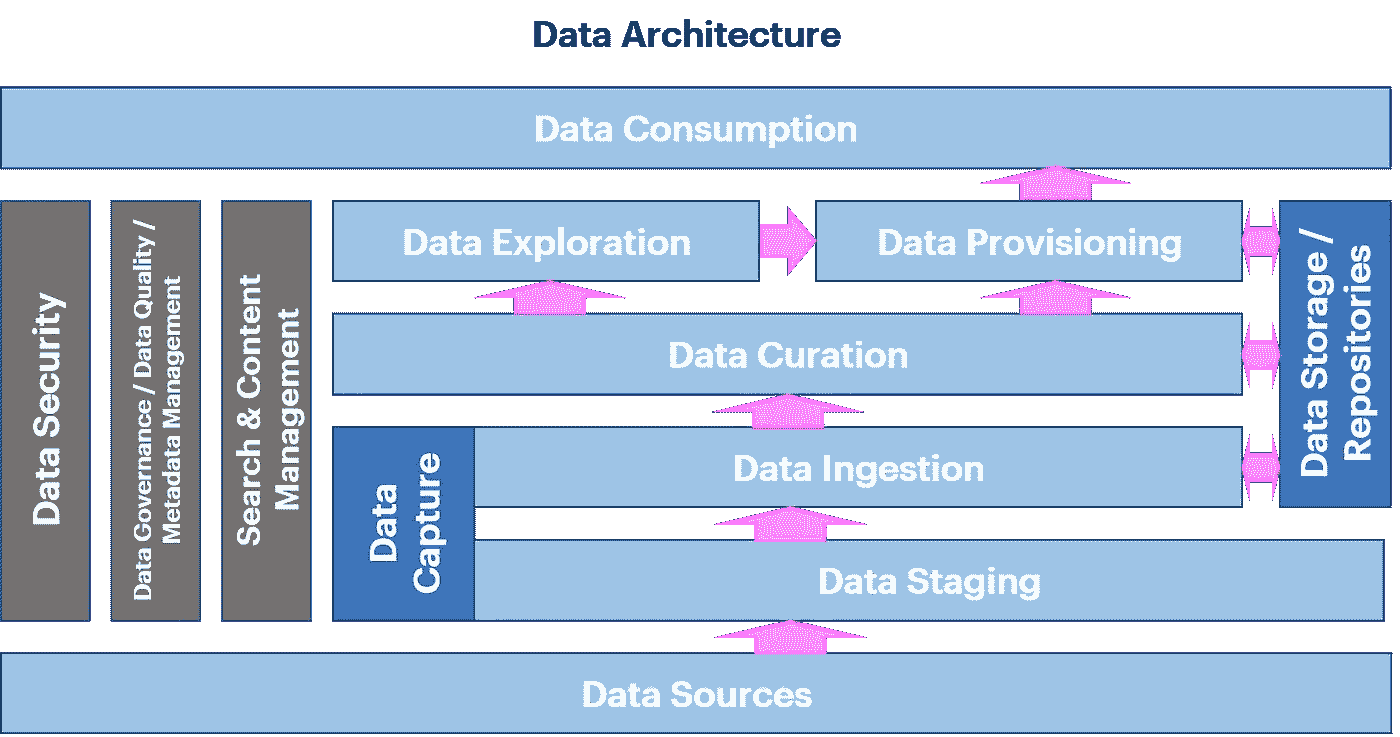 Data Architecture
Data Consumption
Data Security
Data Governance / Data Quality /
Metadata Management
Search & Content
Management
Data Exploration
Data Provisioning
Data Storage /
Repositories
Data Curation
Data
Capture
Data Ingestion
Data Staging
Data Sources